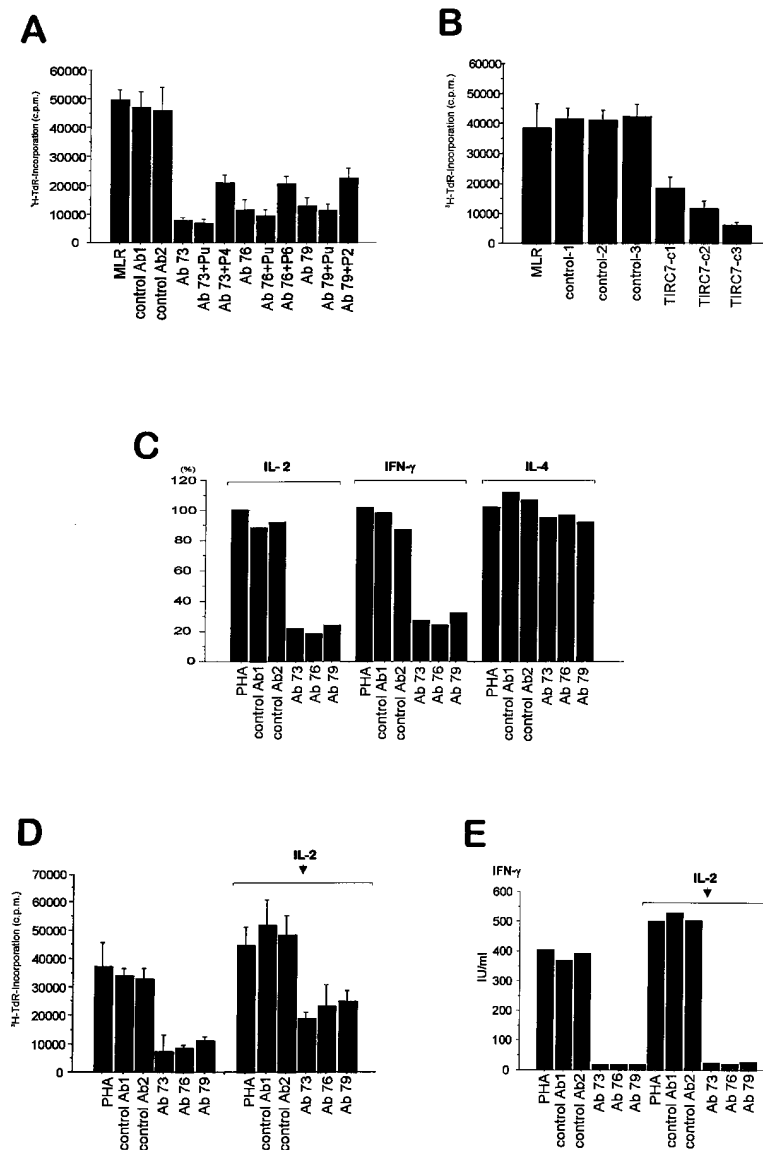 A
³H-TdR-Incorporation (c.p.m.)
60000
50000
40000
30000
20000
10000
0
MLR
control Ab1
control Ab2
Ab 73
Ab 73+Pu
Ab 73+P4
Ab 76
Ab 76+Pu
Ab 76+P6
Ab 79
Ab 79+Pu
Ab 79+P2
B
³H-TdR-Incorporation (c.p.m.)
60000
50000
40000
30000
20000
10000
0
MLR
control-1
control-2
control-3
TIRC7-c1
TIRC7-c2
TIRC7-c3
C
(%)
IL-2
IFN-γ
IL-4
120
100
80
60
40
20
0
PHA
control Ab1
control Ab2
Ab 73
Ab 76
Ab 79
PHA
control Ab1
control Ab2
Ab 73
Ab 76
Ab 79
PHA
control Ab1
control Ab2
Ab 73
Ab 76
Ab 79
D
IL-2
³H-TdR-Incorporation (c.p.m.)
70000
60000
50000
40000
30000
20000
10000
0
PHA
control Ab1
control Ab2
Ab 73
Ab 76
Ab 79
PHA
control Ab1
control Ab2
Ab 73
Ab 76
Ab 79
E
IFN-γ
IL-2
IU/ml
600
500
400
300
200
100
0
PHA
control Ab1
control Ab2
Ab 73
Ab 76
Ab 79
PHA
control Ab1
control Ab2
Ab 73
Ab 76
Ab 79